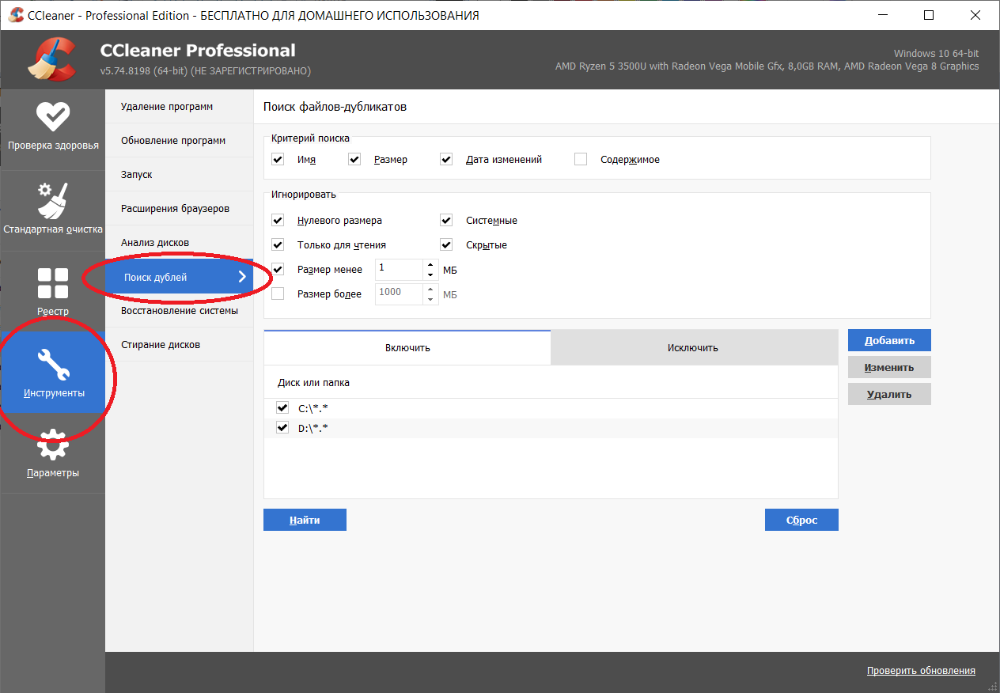 CCleaner - Professional Edition - БЕСПЛАТНО ДЛЯ ДОМАШНЕГО ИСПОЛЬЗОВАНИЯ
CCleaner Professional
v5.74.8198 (64-bit) (НЕ ЗАРЕГИСТРИРОВАНО)
Windows 10 64-bit
AMD Ryzen 5 3500U with Radeon Vega Mobile Gfx, 8,0GB RAM, AMD Radeon Vega 8 Graphics
Проверка здоровья
Стандартная очистка
Реестр
Инструменты
Параметры
Удаление программ
Обновление программ
Запуск
Расширения браузеров
Анализ дисков
Поиск дублей
Восстановление системы
Стирание дисков
Поиск файлов-дубликатов
Критерий поиска
Имя Размер Дата изменений Содержимое
Игнорировать
Нулевого размера Системные
Только для чтения Скрытые
Размер менее 1 МБ
Размер более 1000 МБ
Включить Исключить
Диск или папка
C:\*.*
D:\*.*
Добавить
Изменить
Удалить
Найти Сброс
Проверить обновления